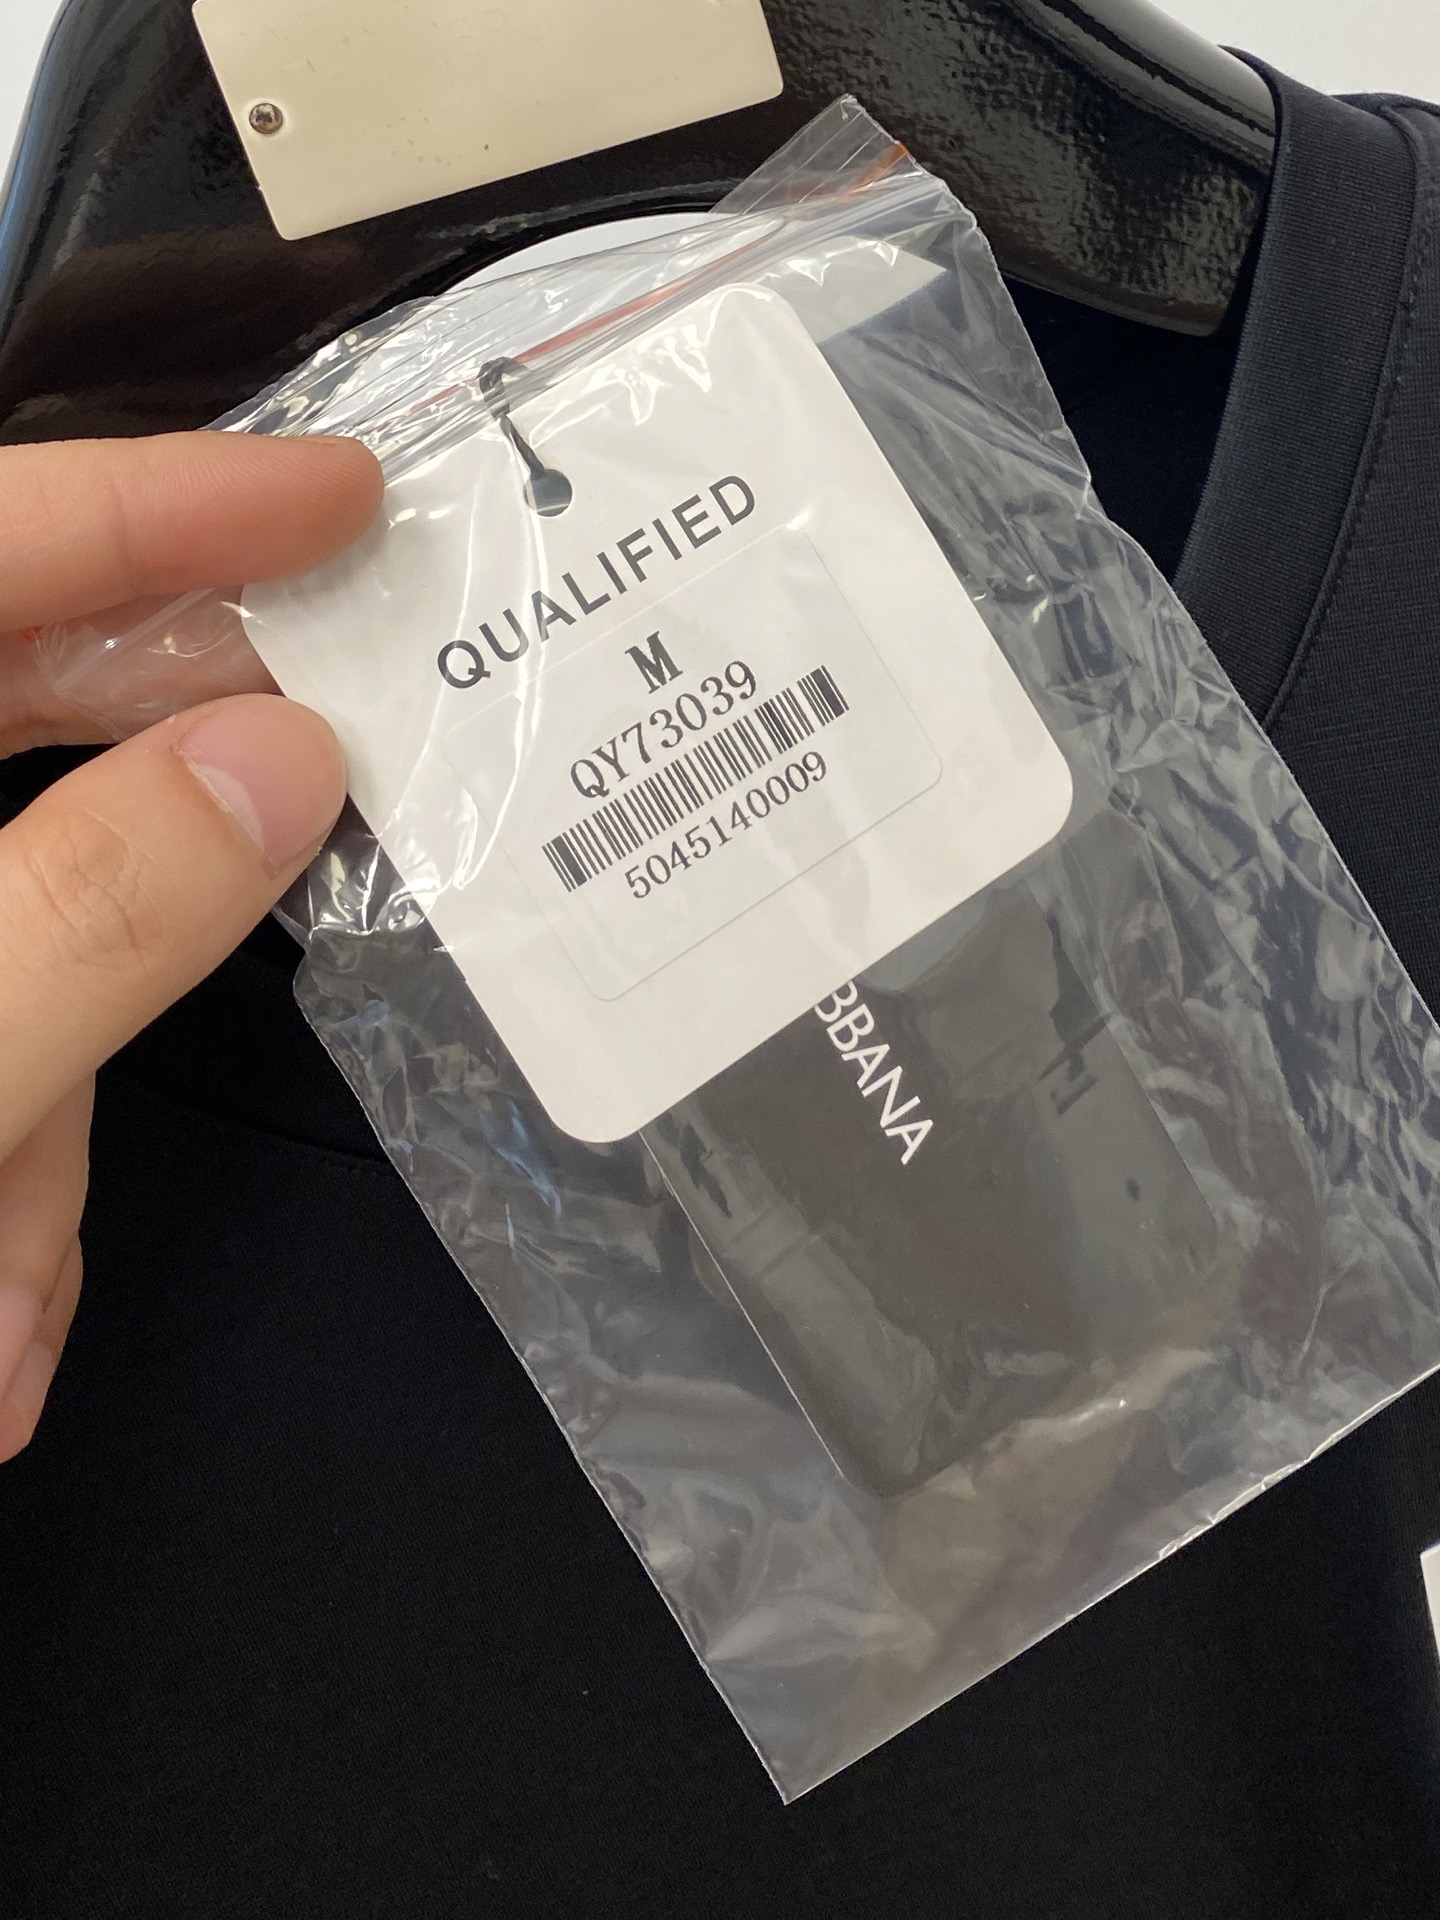 QUALIFIED
M
QY73039
5045140009
BBANA